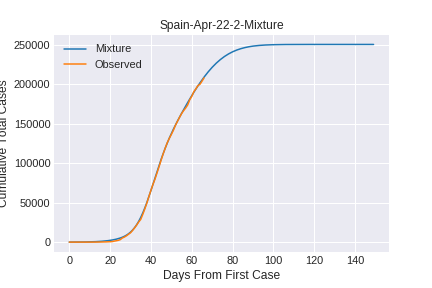 Spain-Apr-22-2-Mixture
Mixture
Observed
250000
200000
150000
100000
50000
0
Cumulative Total Cases
0 20 40 60 80 100 120 140
Days From First Case